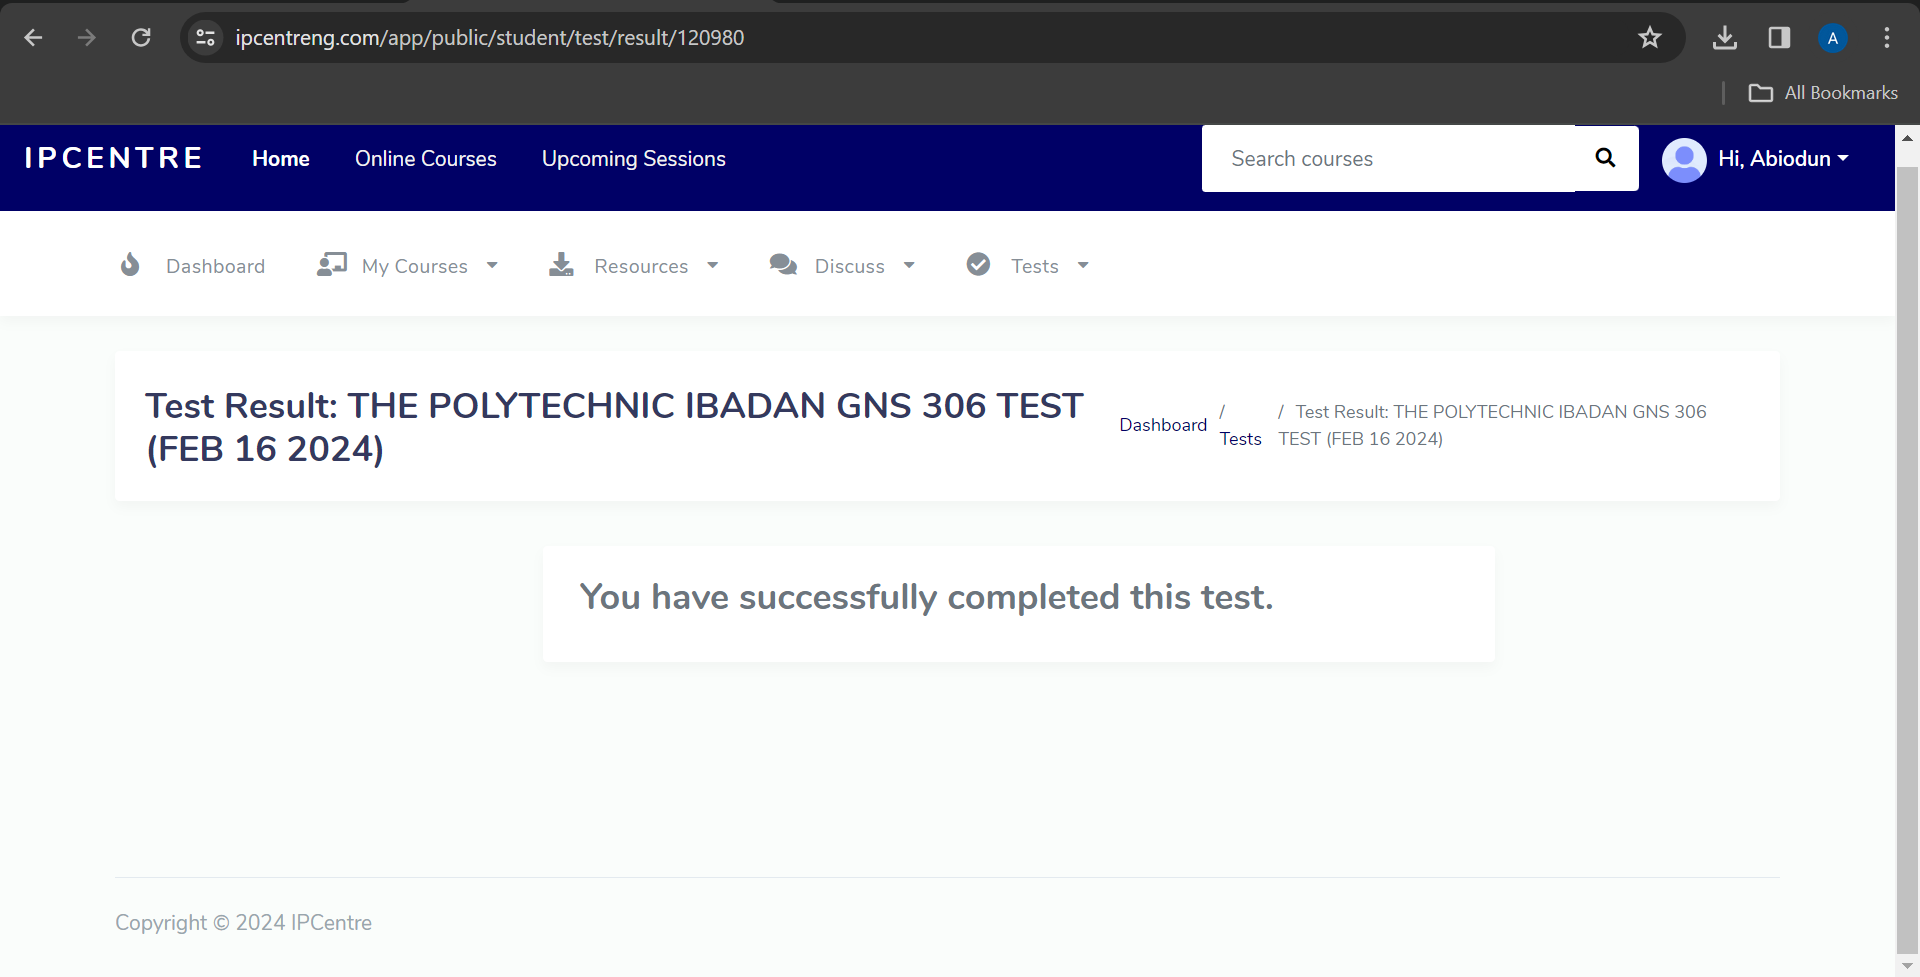 ipcentreng.com/app/public/student/test/result/120980
A
All Bookmarks
IPCENTRE Home Online Courses Upcoming Sessions Search courses Hi, Abiodun
Dashboard My Courses Resources Discuss Tests
Test Result: THE POLYTECHNIC IBADAN GNS 306 TEST
(FEB 16 2024)
Dashboard / Tests / Test Result: THE POLYTECHNIC IBADAN GNS 306
TEST (FEB 16 2024)
You have successfully completed this test.
Copyright © 2024 IPCentre